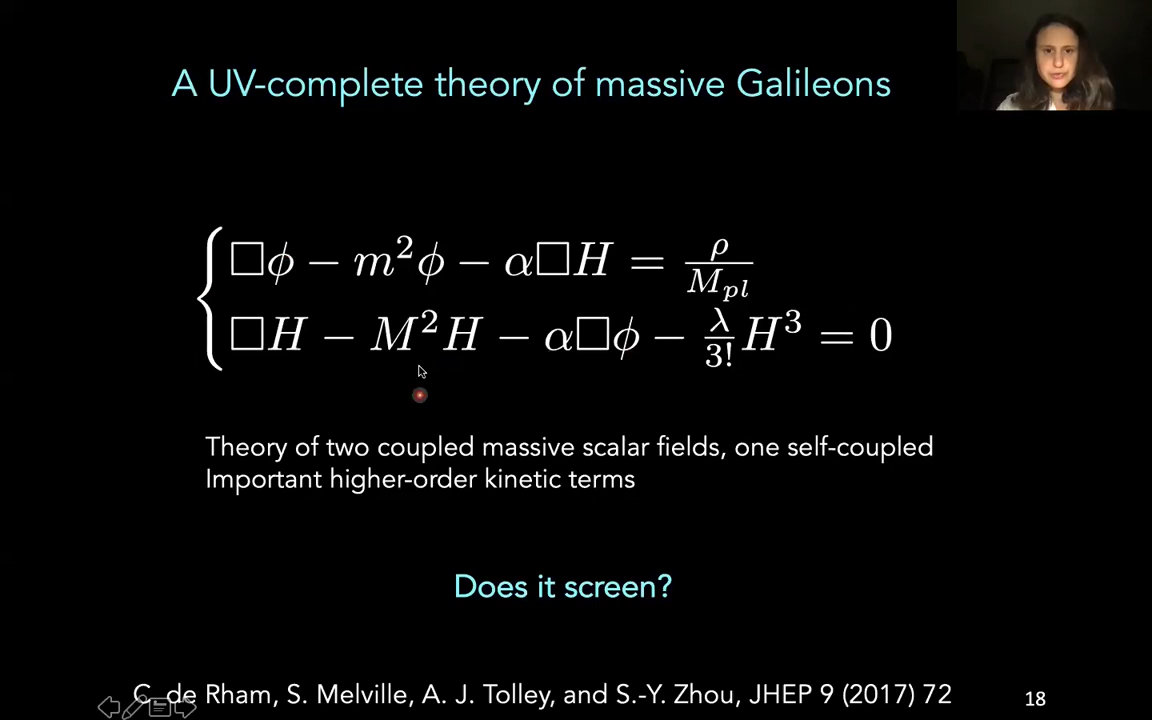 A UV-complete theory of massive Galileons
□ϕ − m²ϕ − α□H = ρ/M_pl
□H − M²H − α□ϕ − λ/3! H³ = 0
Theory of two coupled massive scalar fields, one self-coupled
Important higher-order kinetic terms
Does it screen?
C. de Rham, S. Melville, A. J. Tolley, and S.-Y. Zhou, JHEP 9 (2017) 72
18